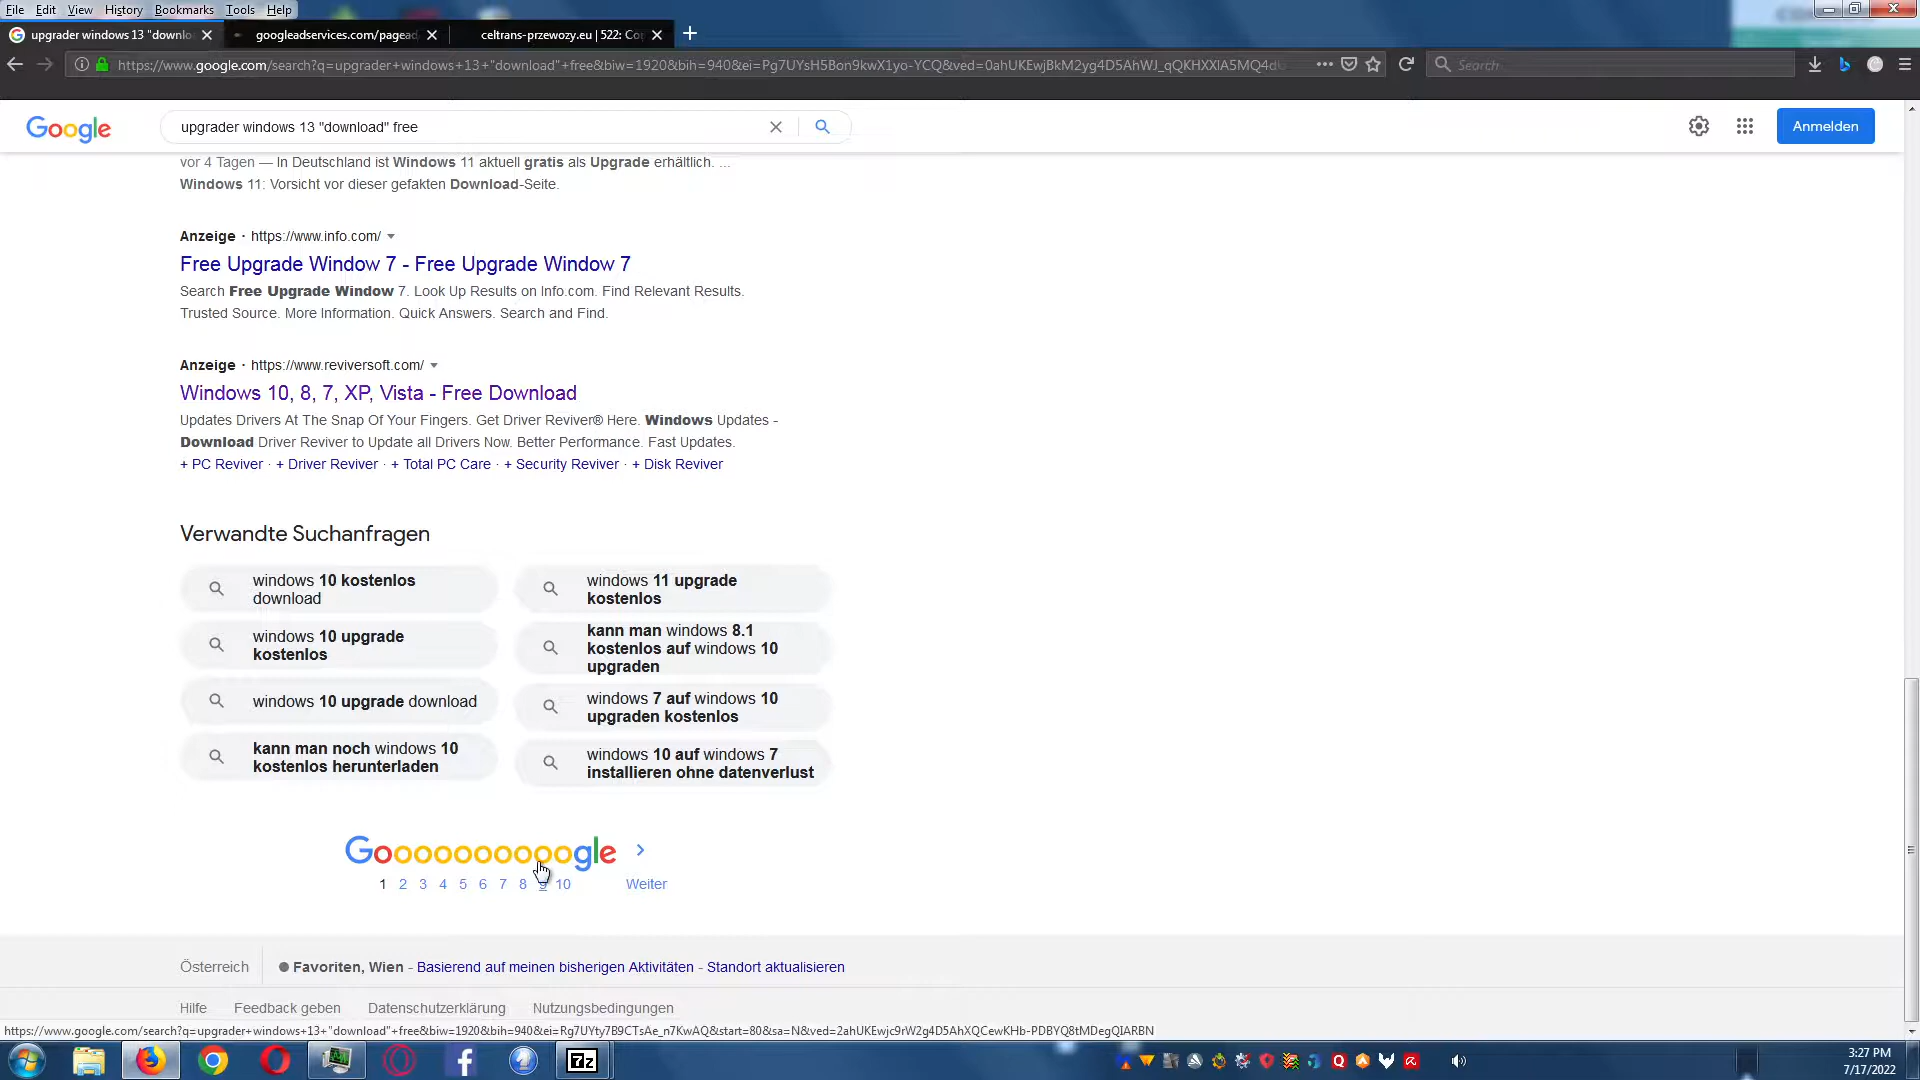 File Edit View History Bookmarks Tools Help
upgrader windows 13 "downlo
googleadservices.com/pagead
celtrans-przewozy.eu | 522: Co
https://www.google.com/search?q=upgrader+windows+13+"download"+free&biw=1920&bih=940&ei=Pg7UYsH5Bon9kwX1yo-YCQ&ved=0ahUKEwjBkM2yg4D5AhWJ_qQKHXXlA5MQ4d
Search
Google
upgrader windows 13 "download" free
Anmelden
vor 4 Tagen — In Deutschland ist Windows 11 aktuell gratis als Upgrade erhältlich. ...
Windows 11: Vorsicht vor dieser gefakten Download-Seite.
Anzeige · https://www.info.com/
Free Upgrade Window 7 - Free Upgrade Window 7
Search Free Upgrade Window 7. Look Up Results on Info.com. Find Relevant Results.
Trusted Source. More Information. Quick Answers. Search and Find.
Anzeige · https://www.reviversoft.com/
Windows 10, 8, 7, XP, Vista - Free Download
Updates Drivers At The Snap Of Your Fingers. Get Driver Reviver® Here. Windows Updates -
Download Driver Reviver to Update all Drivers Now. Better Performance. Fast Updates.
+ PC Reviver · + Driver Reviver · + Total PC Care · + Security Reviver · + Disk Reviver
Verwandte Suchanfragen
windows 10 kostenlos
download
windows 11 upgrade
kostenlos
windows 10 upgrade
kostenlos
kann man windows 8.1
kostenlos auf windows 10
upgraden
windows 10 upgrade download
windows 7 auf windows 10
upgraden kostenlos
kann man noch windows 10
kostenlos herunterladen
windows 10 auf windows 7
installieren ohne datenverlust
Goooooooooogle
1 2 3 4 5 6 7 8 9 10 Weiter
Österreich
Favoriten, Wien - Basierend auf meinen bisherigen Aktivitäten - Standort aktualisieren
Hilfe Feedback geben Datenschutzerklärung Nutzungsbedingungen
https://www.google.com/search?q=upgrader+windows+13+"download"+free&biw=1920&bih=940&ei=Rg7UYty7B9CTsAe_n7KwAQ&start=80&sa=N&ved=2ahUKEwjc9rW2g4D5AhXQCewKHb-PDBYQ8tMDegQIARBN
7z
3:27 PM
7/17/2022